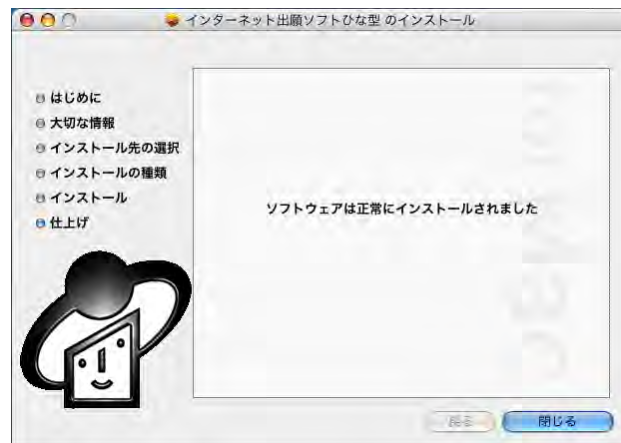 インターネット出願ソフトひな型 のインストール
はじめに
大切な情報
インストール先の選択
インストールの種類
インストール
仕上げ
ソフトウェアは正常にインストールされました
for Mac
戻る
閉じる